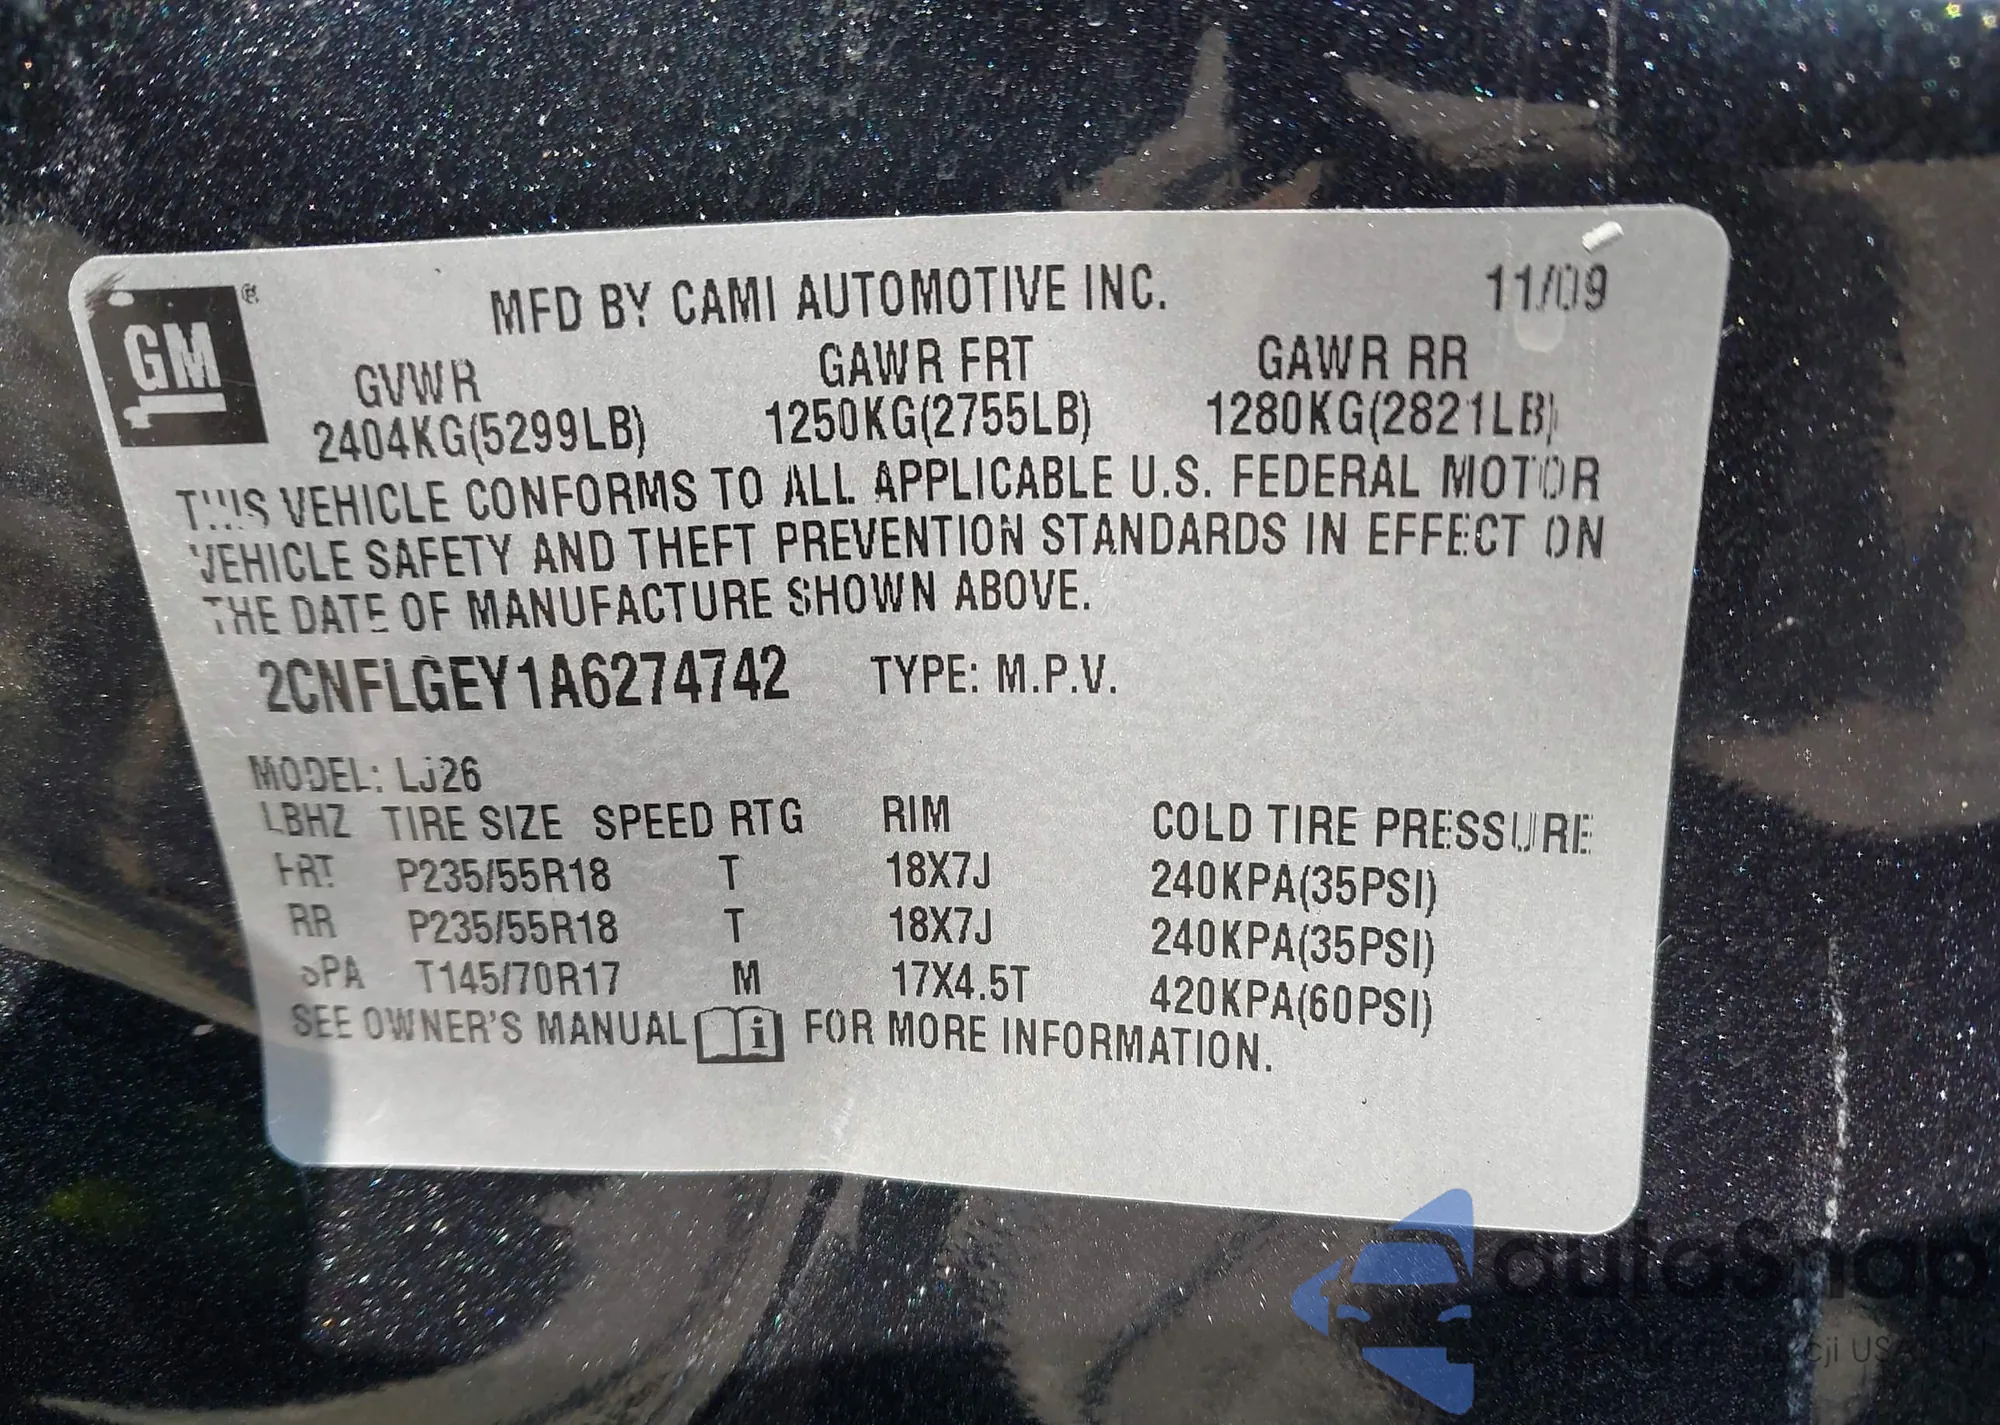 GM
MFD BY CAMI AUTOMOTIVE INC. 11/09
GVWR GAWR FRT GAWR RR
2404KG(5299LB) 1250KG(2755LB) 1280KG(2821LB)
THIS VEHICLE CONFORMS TO ALL APPLICABLE U.S. FEDERAL MOTOR
VEHICLE SAFETY AND THEFT PREVENTION STANDARDS IN EFFECT ON
THE DATE OF MANUFACTURE SHOWN ABOVE.
2CNFLGEY1A6274742 TYPE: M.P.V.
MODEL: LJ26
LBHZ TIRE SIZE SPEED RTG RIM COLD TIRE PRESSURE
FRT P235/55R18 T 18X7J 240KPA(35PSI)
RR P235/55R18 T 18X7J 240KPA(35PSI)
SPA T145/70R17 M 17X4.5T 420KPA(60PSI)
SEE OWNER'S MANUAL i FOR MORE INFORMATION.
autoSnap